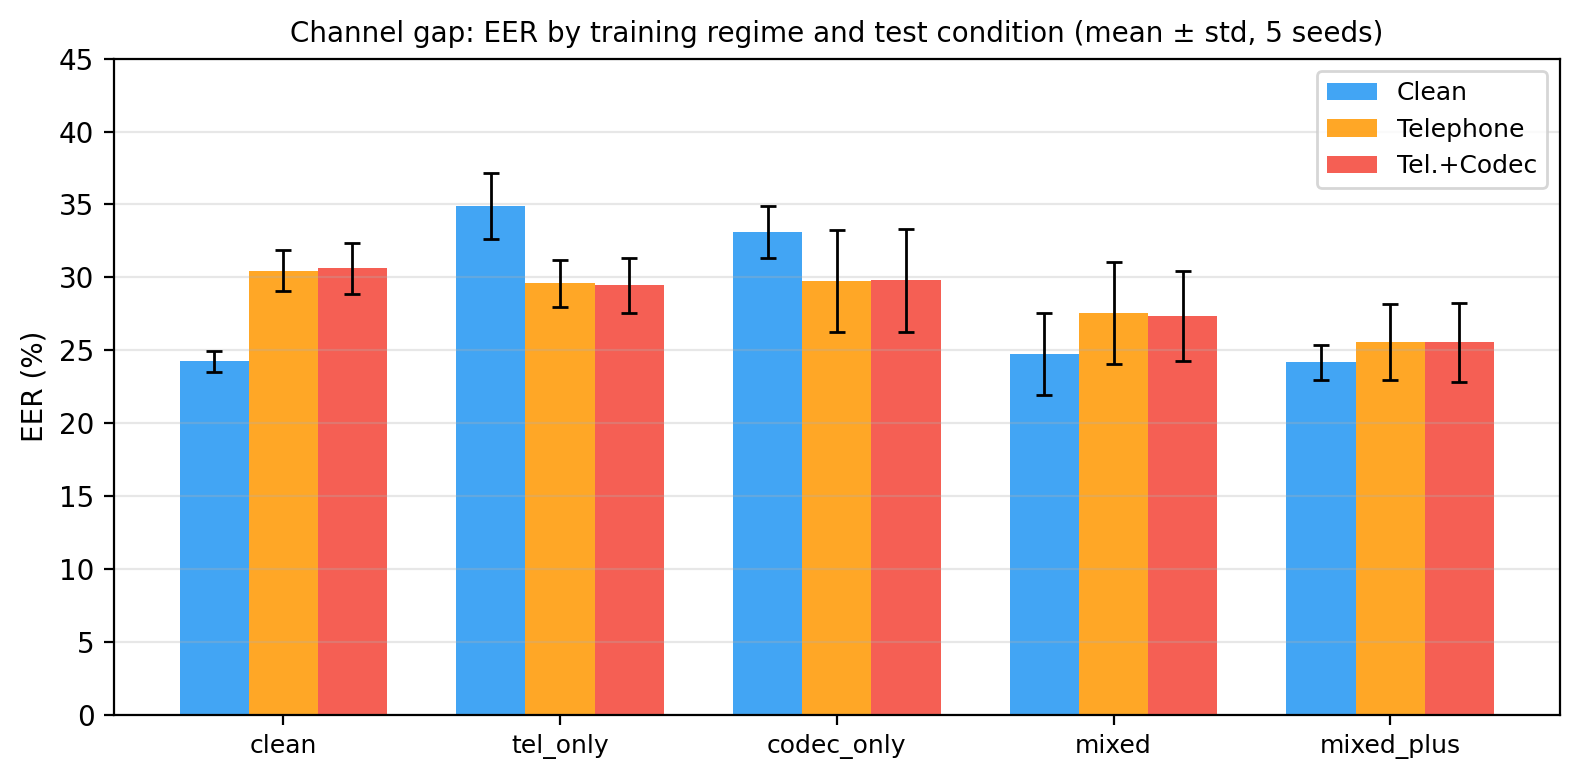 Channel gap: EER by training regime and test condition (mean ± std, 5 seeds)
45
40
35
30
25
20
15
10
5
0
EER (%)
Clean
Telephone
Tel.+Codec
clean
tel_only
codec_only
mixed
mixed_plus